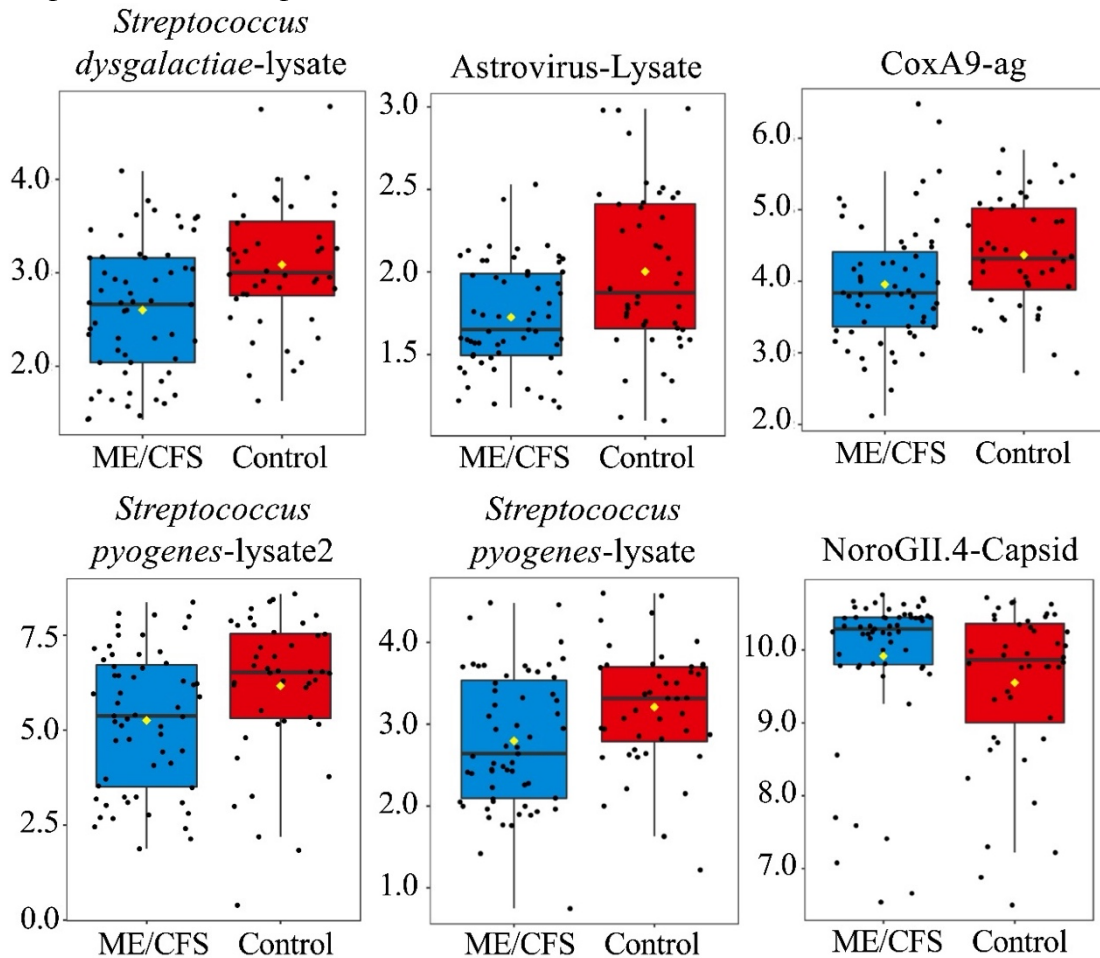 Streptococcus
dysgalactiae-lysate
4.0
3.0
2.0
ME/CFS Control
Astrovirus-Lysate
3.0
2.5
2.0
1.5
ME/CFS Control
CoxA9-ag
6.0
5.0
4.0
3.0
2.0
ME/CFS Control
Streptococcus
pyogenes-lysate2
7.5
5.0
2.5
0.0
ME/CFS Control
Streptococcus
pyogenes-lysate
4.0
3.0
2.0
1.0
ME/CFS Control
NoroGII.4-Capsid
10.0
9.0
8.0
7.0
ME/CFS Control